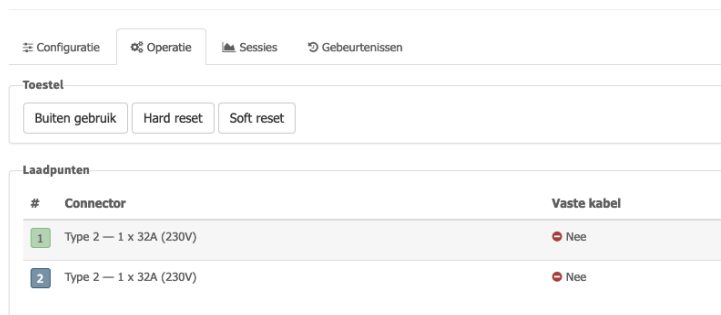 Configuratie Operatie Sessies Gebeurtenissen
Toestel
Buiten gebruik Hard reset Soft reset
Laadpunten
# Connector Vaste kabel
1 Type 2 — 1 x 32A (230V) Nee
2 Type 2 — 1 x 32A (230V) Nee